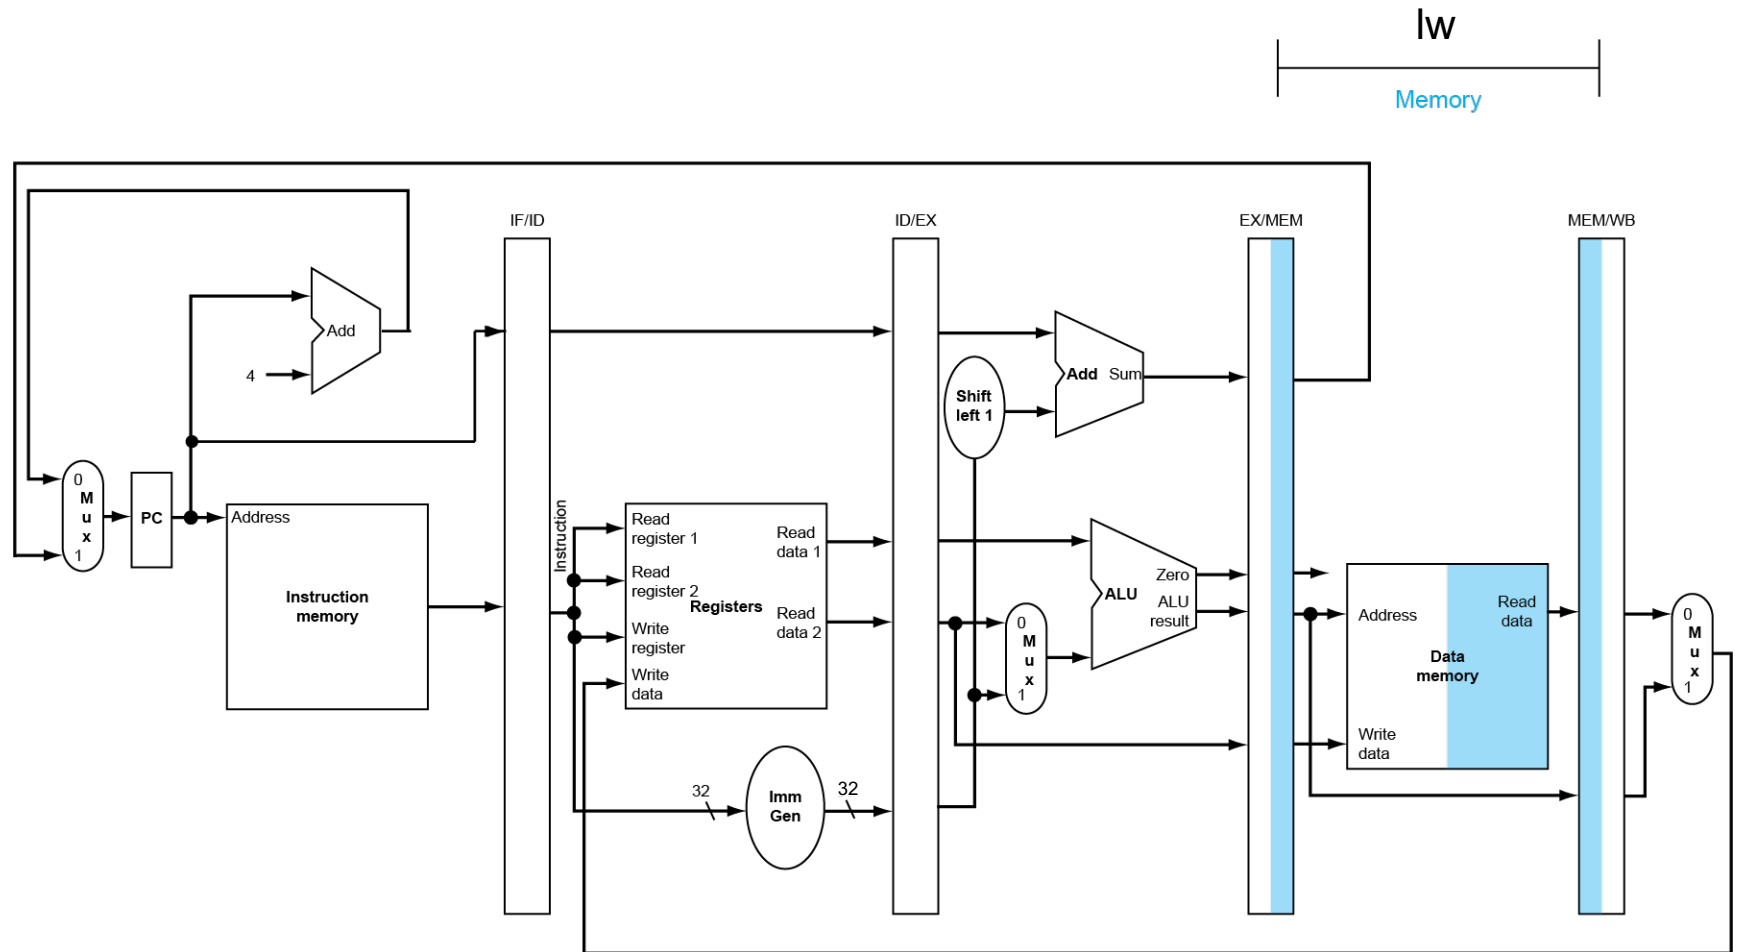 lw
Memory
IF/ID
ID/EX
EX/MEM
MEM/WB
Add
4
Shift
left 1
Add Sum
0
M
u
x
1
PC
Address
Instruction
memory
Instruction
Read
register 1
Read
register 2
Write
register
Write
data
Registers
Read
data 1
Read
data 2
0
M
u
x
1
ALU
Zero
ALU
result
Address
Read
data
Data
memory
Write
data
0
M
u
x
1
32
Imm
Gen
32